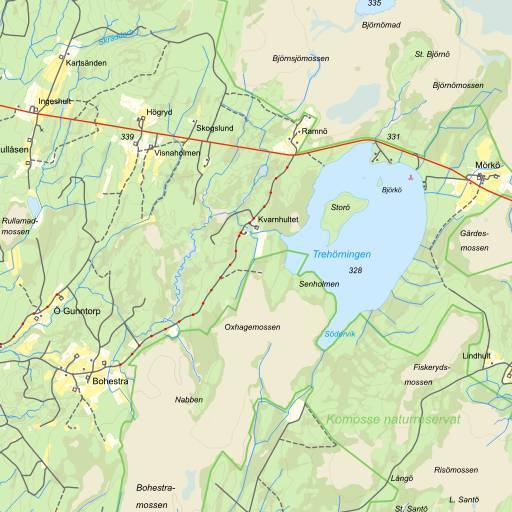 335
Björnömad
Skräddar
Kartsänden
Björnsjömossen
St. Björnö
Björnömossen
Ingeshult
Högryd
Skogslund
Ramnö
339
331
ullåsen
Visnaholmen
Mörkö
Björkö
Storö
Rullamad-
mossen
Kvarnhultet
Gärdes-
mossen
Trehörningen
328
Senholmen
Ö Gunntorp
Oxhagemossen
Södervik
Lindhult
Fiskeryds-
mossen
Bohestra
Nabben
Komosse naturreservat
Risömossen
Långö
Bohestra-
mossen
L. Santö
St. Santö